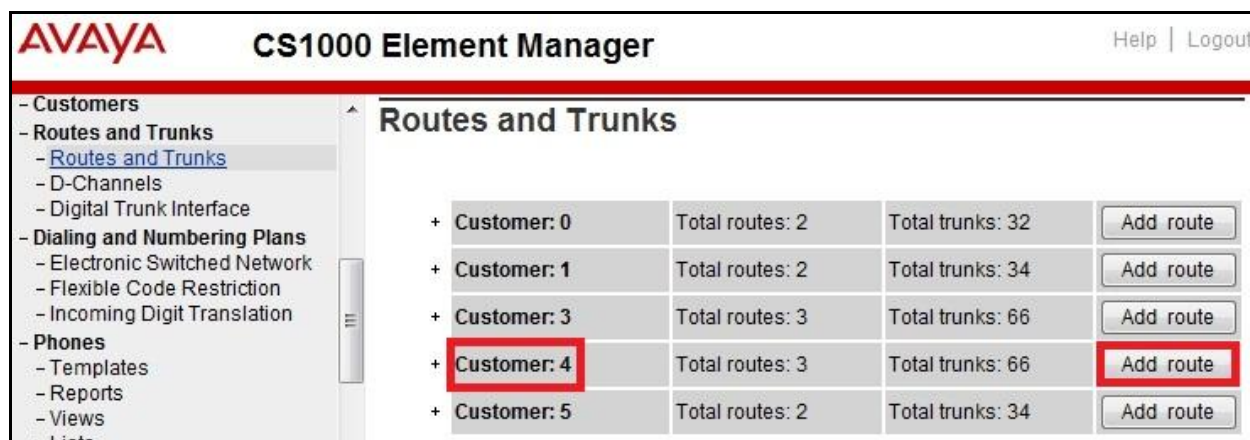 AVAYA CS1000 Element Manager Help | Logout
- Customers
- Routes and Trunks
- Routes and Trunks
- D-Channels
- Digital Trunk Interface
- Dialing and Numbering Plans
- Electronic Switched Network
- Flexible Code Restriction
- Incoming Digit Translation
- Phones
- Templates
- Reports
- Views
Routes and Trunks
+ Customer: 0 Total routes: 2 Total trunks: 32 Add route
+ Customer: 1 Total routes: 2 Total trunks: 34 Add route
+ Customer: 3 Total routes: 3 Total trunks: 66 Add route
+ Customer: 4 Total routes: 3 Total trunks: 66 Add route
+ Customer: 5 Total routes: 2 Total trunks: 34 Add route